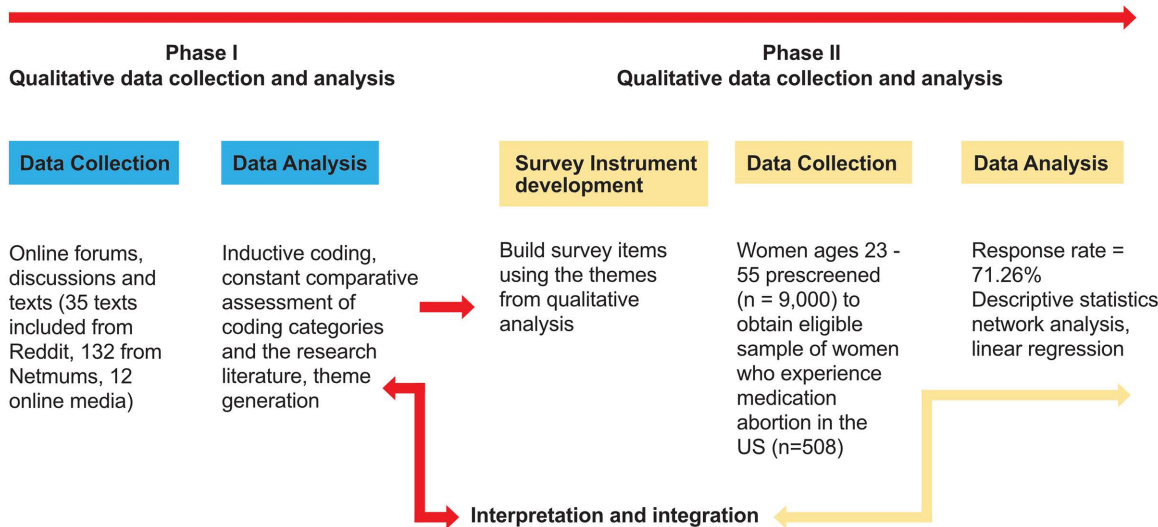 Phase I
Qualitative data collection and analysis
Phase II
Qualitative data collection and analysis
Data Collection
Online forums,
discussions and
texts (35 texts
included from
Reddit, 132 from
Netmums, 12
online media)
Data Analysis
Inductive coding,
constant comparative
assessment of
coding categories
and the research
literature, theme
generation
Survey Instrument
development
Build survey items
using the themes
from qualitative
analysis
Data Collection
Women ages 23 -
55 prescreened
(n = 9,000) to
obtain eligible
sample of women
who experience
medication
abortion in the
US (n=508)
Data Analysis
Response rate =
71.26%
Descriptive statistics
network analysis,
linear regression
Interpretation and integration